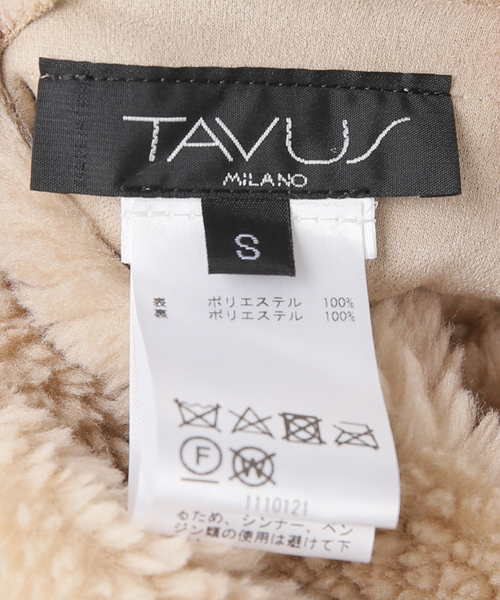 TAVUS
MILANO
S
表 ポリエステル 100%
裏 ポリエステル 100%
F W
1110121
るため、シンナー、ベン
ジン類の使用は避けて下